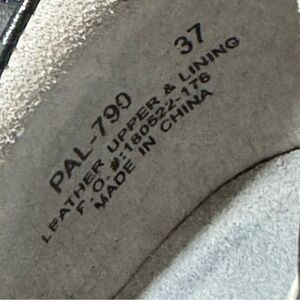 PAL-790 37
LEATHER UPPER & LINING
P.O.#:180522-176
MADE IN CHINA